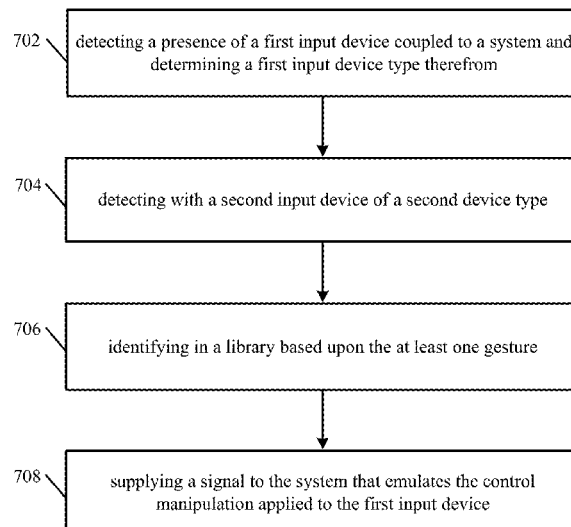 702
detecting a presence of a first input device coupled to a system and
determining a first input device type therefrom
704
detecting with a second input device of a second device type
706
identifying in a library based upon the at least one gesture
708
supplying a signal to the system that emulates the control
manipulation applied to the first input device